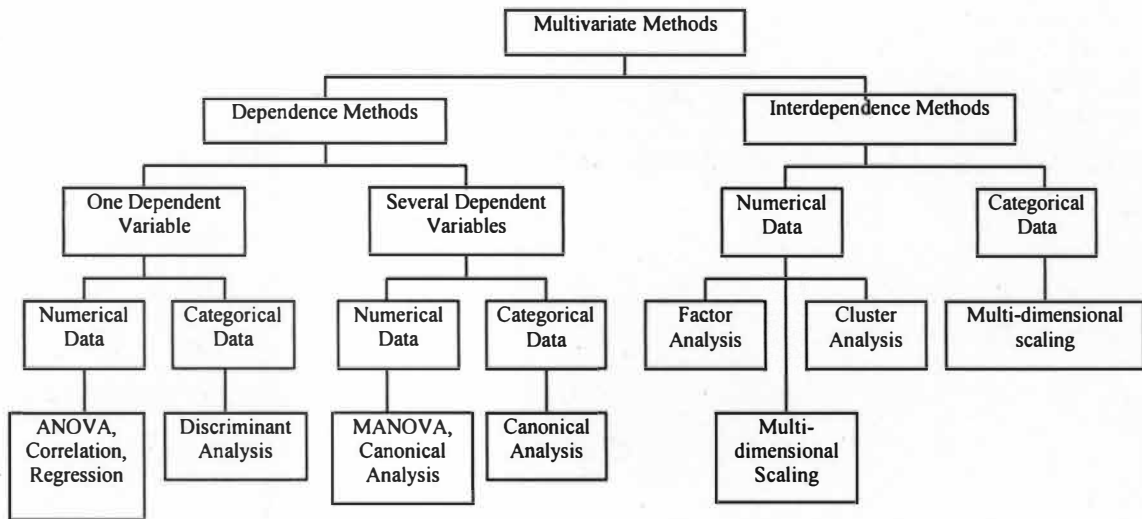 Multivariate Methods
Dependence Methods
Interdependence Methods
One Dependent
Variable
Several Dependent
Variables
Numerical
Data
Categorical
Data
Numerical
Data
Categorical
Data
Numerical
Data
Categorical
Data
Factor
Analysis
Cluster
Analysis
Multi-dimensional
scaling
ANOVA,
Correlation,
Regression
Discriminant
Analysis
MANOVA,
Canonical
Analysis
Canonical
Analysis
Multi-
dimensional
Scaling